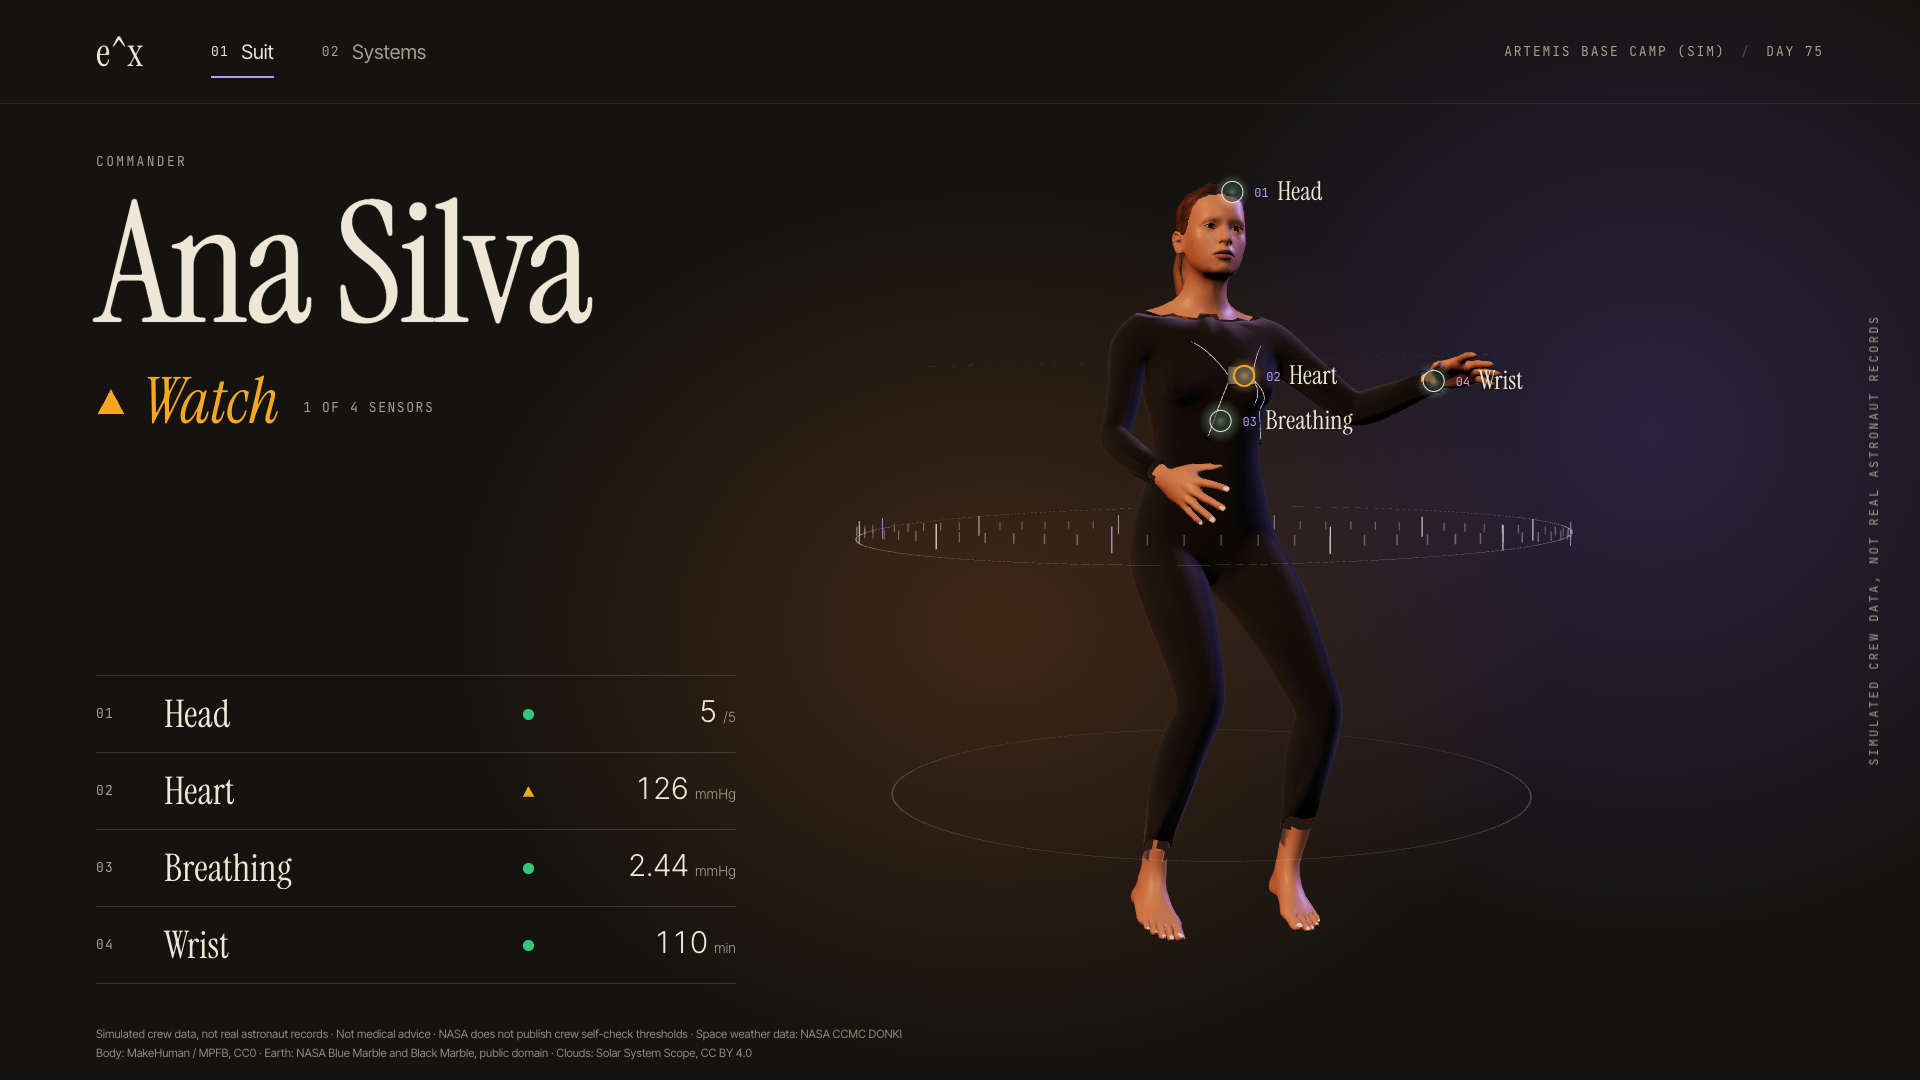 e^x
01 Suit
02 Systems
ARTEMIS BASE CAMP (SIM) / DAY 75
COMMANDER
Ana Silva
Watch 1 OF 4 SENSORS
01 Head 5 /5
02 Heart 126 mmHg
03 Breathing 2.44 mmHg
04 Wrist 110 min
01 Head
02 Heart
03 Breathing
04 Wrist
SIMULATED CREW DATA, NOT REAL ASTRONAUT RECORDS
Simulated crew data, not real astronaut records · Not medical advice · NASA does not publish crew self-check thresholds · Space weather data: NASA CCMC DONKI
Body: MakeHuman / MPFB, CC0 · Earth: NASA Blue Marble and Black Marble, public domain · Clouds: Solar System Scope, CC BY 4.0